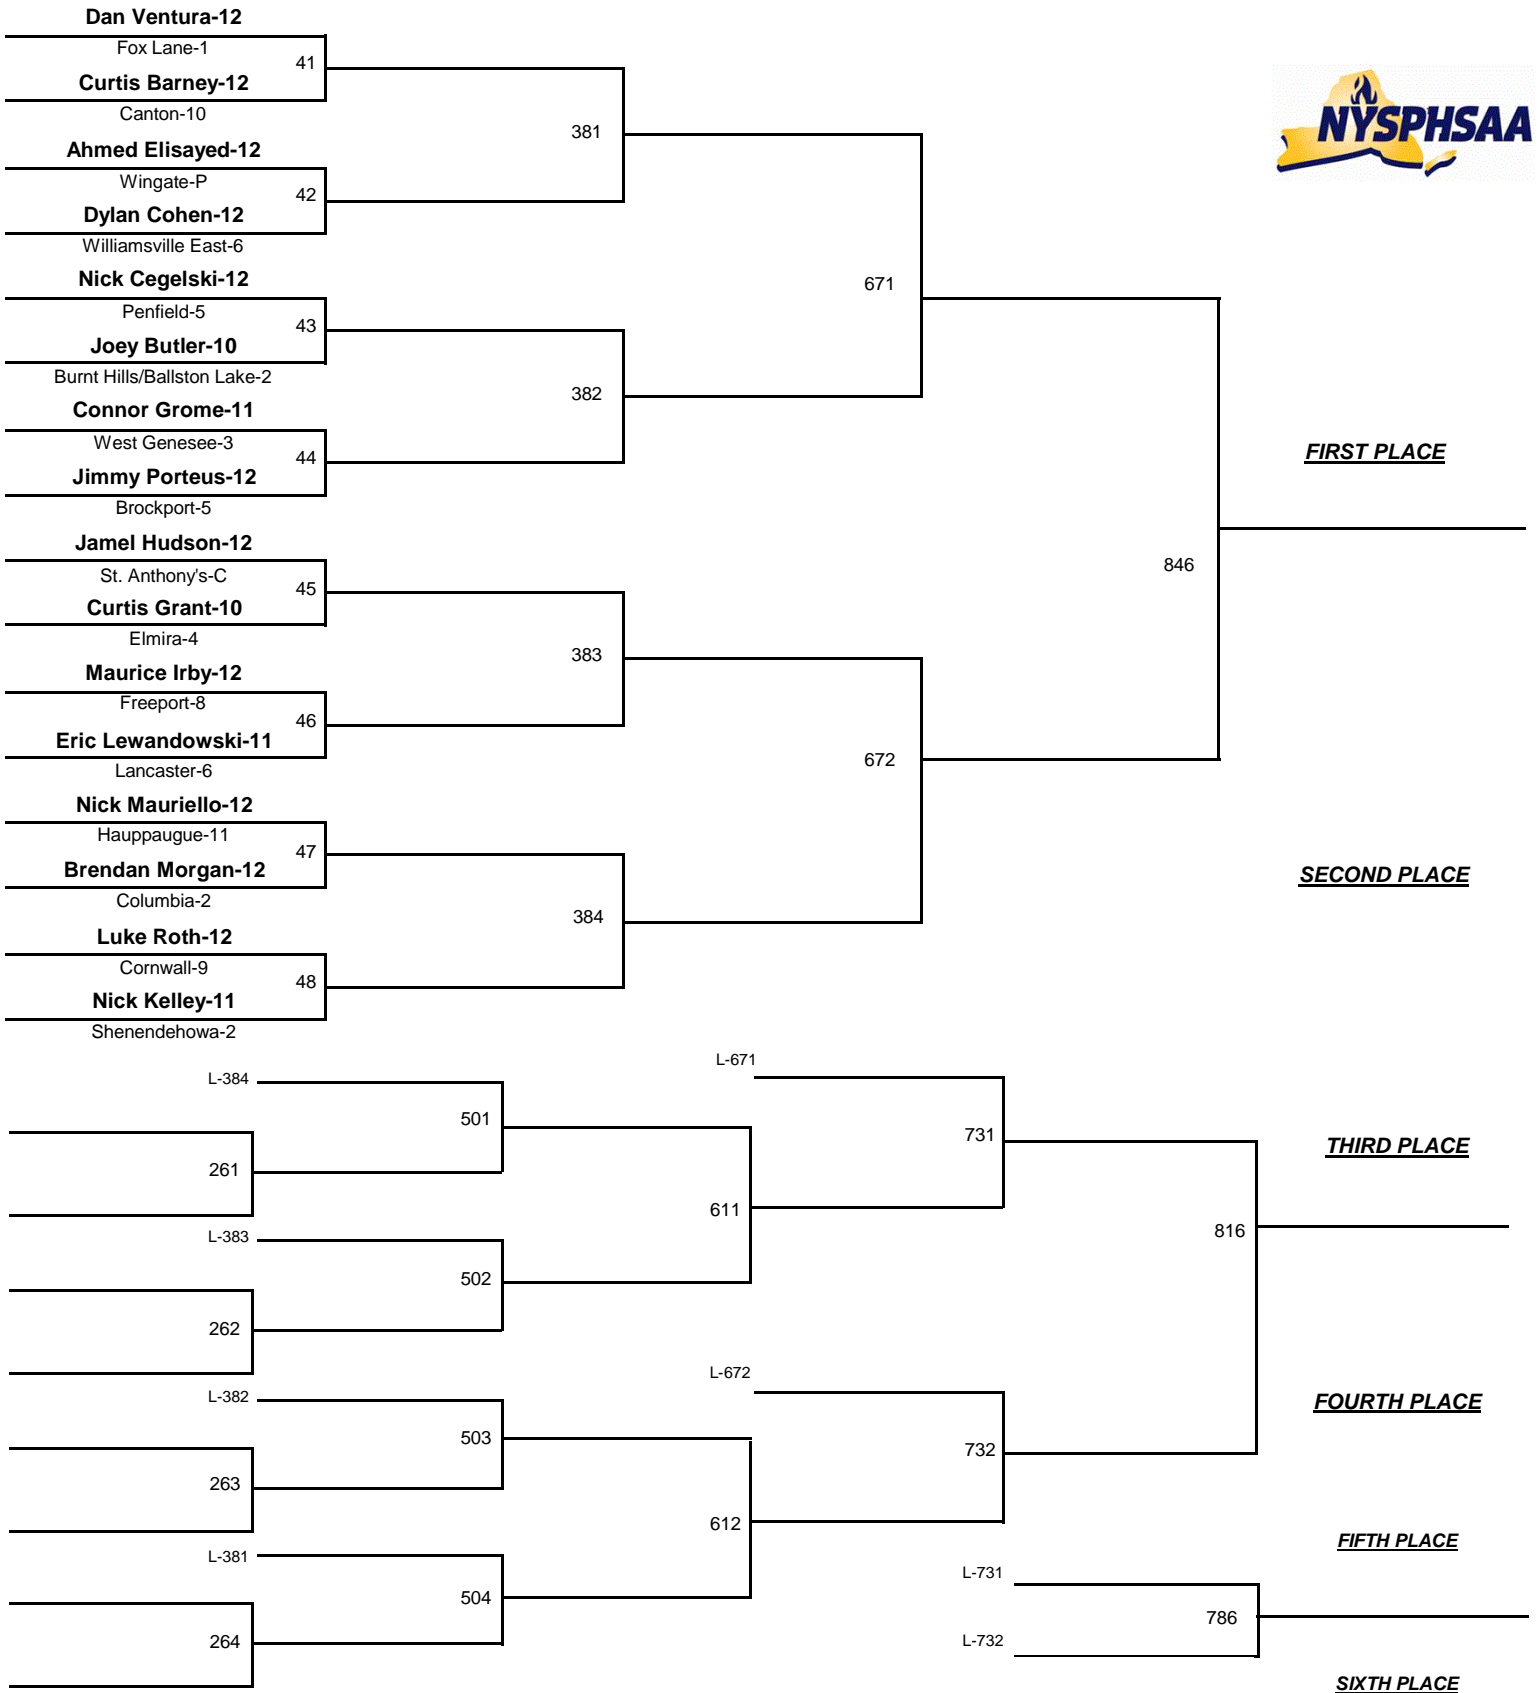 Dan Ventura-12
Fox Lane-1
41
Curtis Barney-12
Canton-10
381
Ahmed Elisayed-12
Wingate-P
42
Dylan Cohen-12
Williamsville East-6
Nick Cegelski-12
671
Penfield-5
43
Joey Butler-10
Burnt Hills/Ballston Lake-2
382
Connor Grome-11
West Genesee-3
44
Jimmy Porteus-12
Brockport-5
NYSPHSAA
FIRST PLACE
Jamel Hudson-12
St. Anthony's-C
45
846
Curtis Grant-10
Elmira-4
383
Maurice Irby-12
Freeport-8
46
Eric Lewandowski-11
Lancaster-6
672
Nick Mauriello-12
Hauppaugue-11
47
Brendan Morgan-12
SECOND PLACE
Columbia-2
384
Luke Roth-12
Cornwall-9
48
Nick Kelley-11
Shenendehowa-2
L-384
L-671
501
731
THIRD PLACE
261
611
L-383
816
502
262
L-382
L-672
FOURTH PLACE
503
732
263
612
FIFTH PLACE
L-381
L-731
504
786
264
L-732
SIXTH PLACE